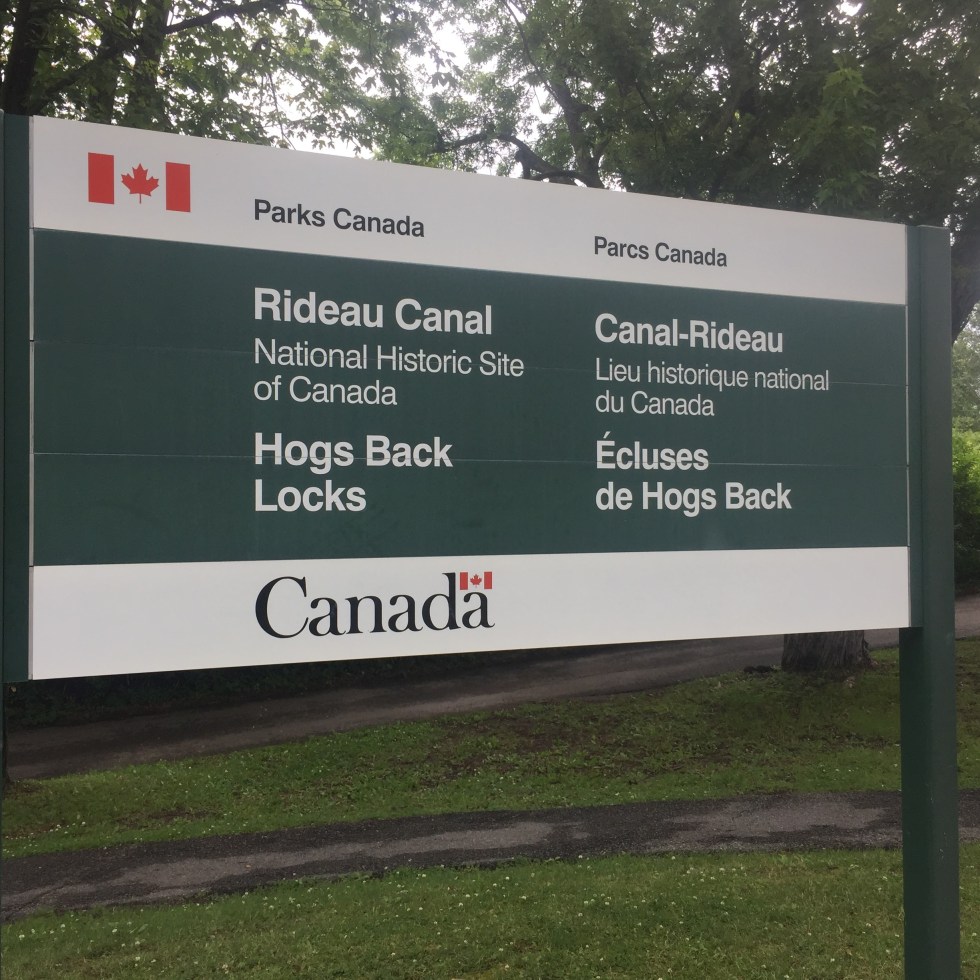 Parks Canada
Parcs Canada
Rideau Canal
National Historic Site
of Canada
Hogs Back
Locks
Canal-Rideau
Lieu historique national
du Canada
Écluses
de Hogs Back
Canada